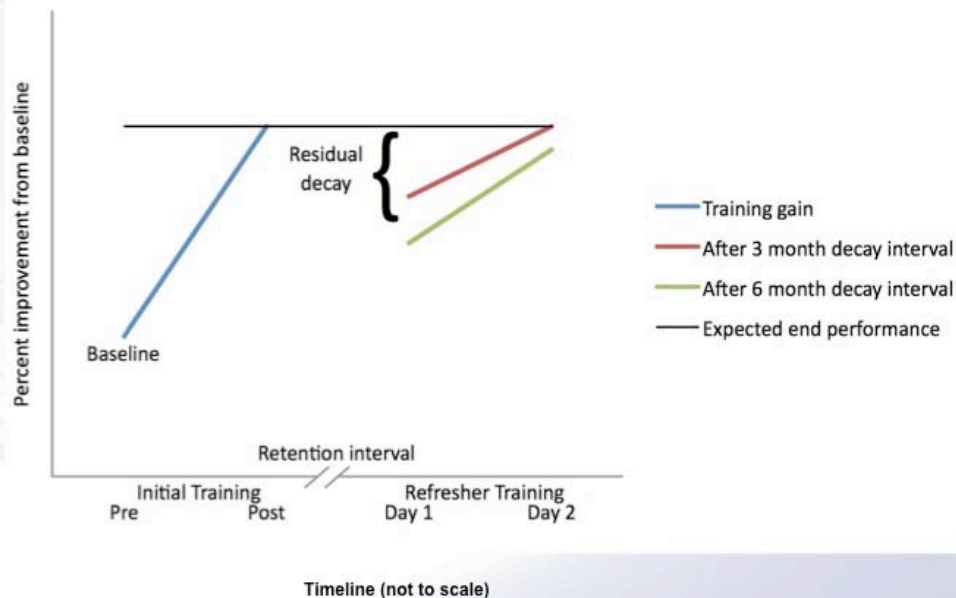 Percent improvement from baseline
Residual
decay
Baseline
Training gain
After 3 month decay interval
After 6 month decay interval
Expected end performance
Retention interval
Initial Training
Refresher Training
Pre
Post
Day 1
Day 2
Timeline (not to scale)